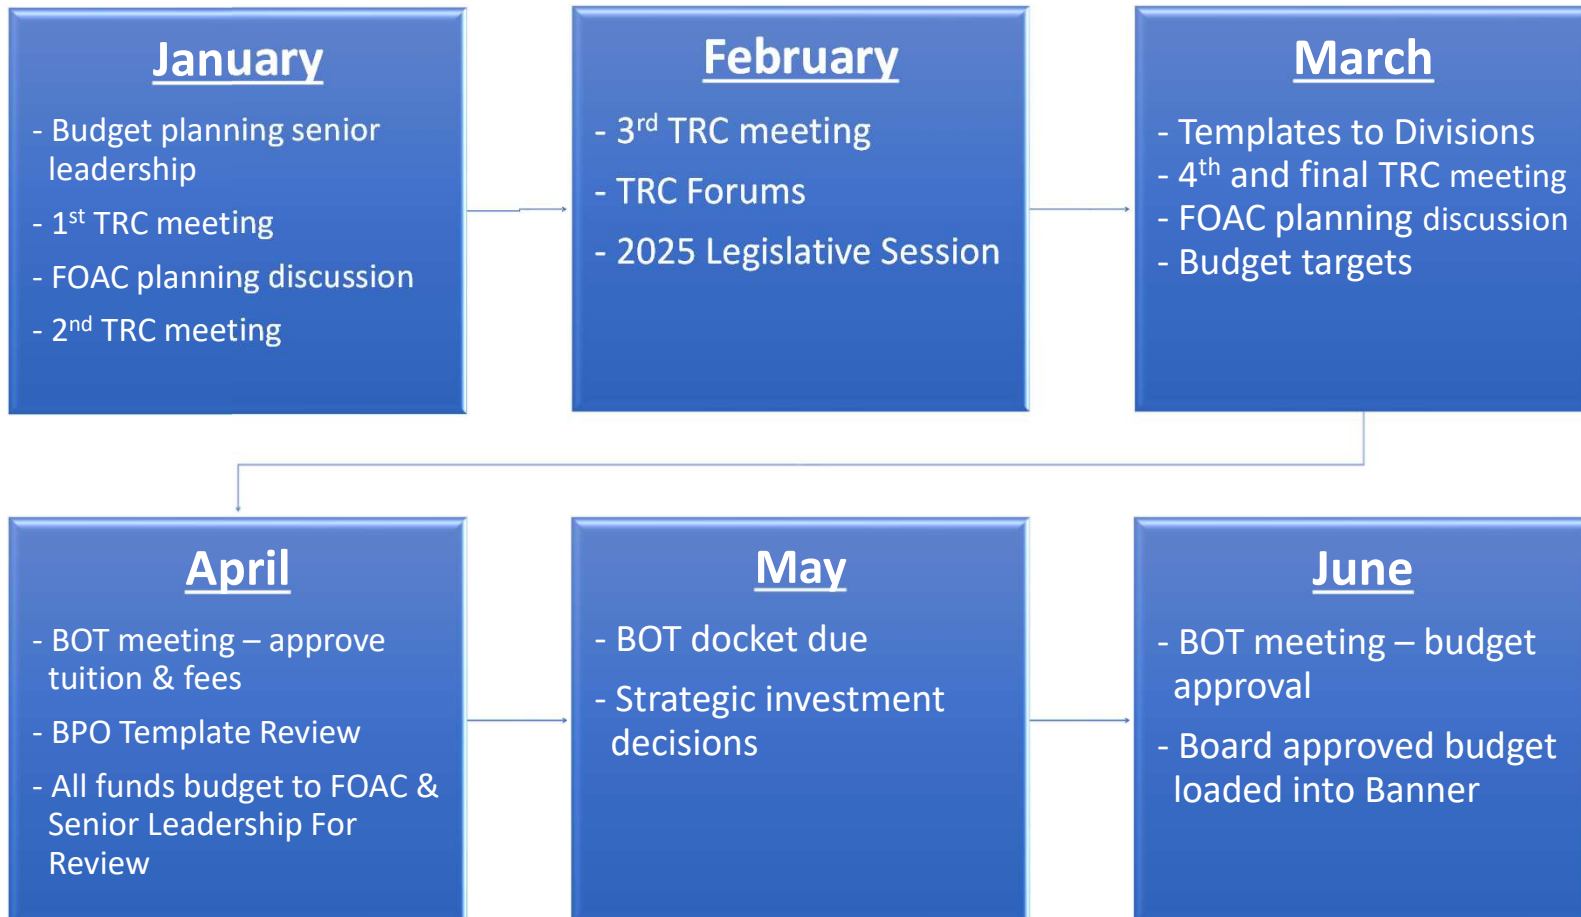 January
- Budget planning senior
leadership
- 1st TRC meeting
- FOAC planning discussion
- 2nd TRC meeting
February
- 3rd TRC meeting
- TRC Forums
- 2025 Legislative Session
March
- Templates to Divisions
- 4th and final TRC meeting
- FOAC planning discussion
- Budget targets
April
- BOT meeting – approve
tuition & fees
- BPO Template Review
- All funds budget to FOAC &
Senior Leadership For
Review
May
- BOT docket due
- Strategic investment
decisions
June
- BOT meeting – budget
approval
- Board approved budget
loaded into Banner